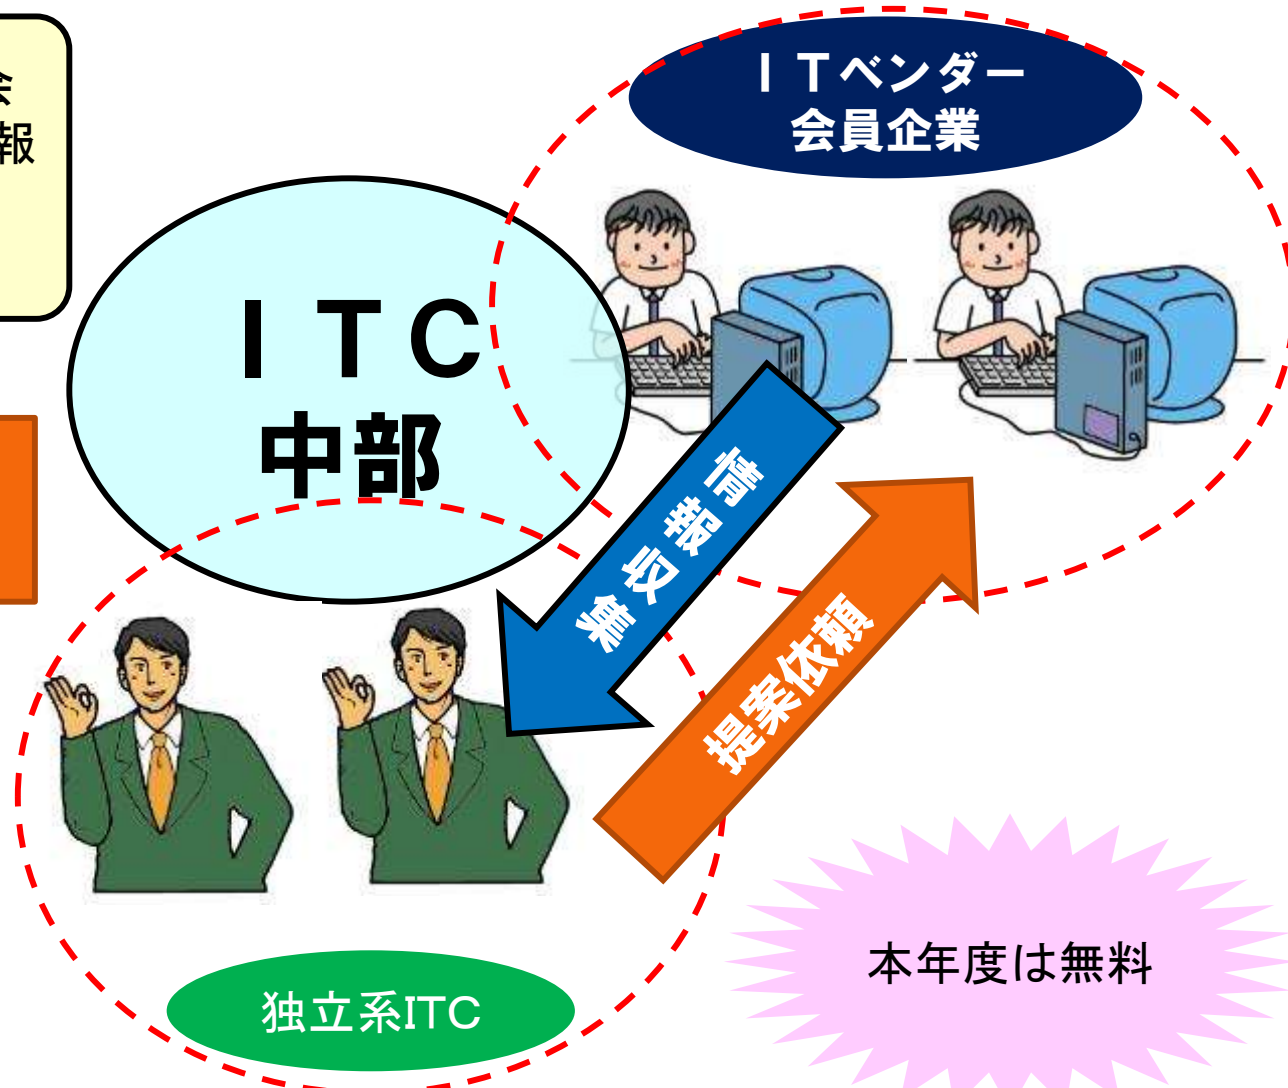 ＩＴベンダー
会員企業
会
報
ＩＴＣ
中部
情報収集
提案依頼
本年度は無料
独立系ITC